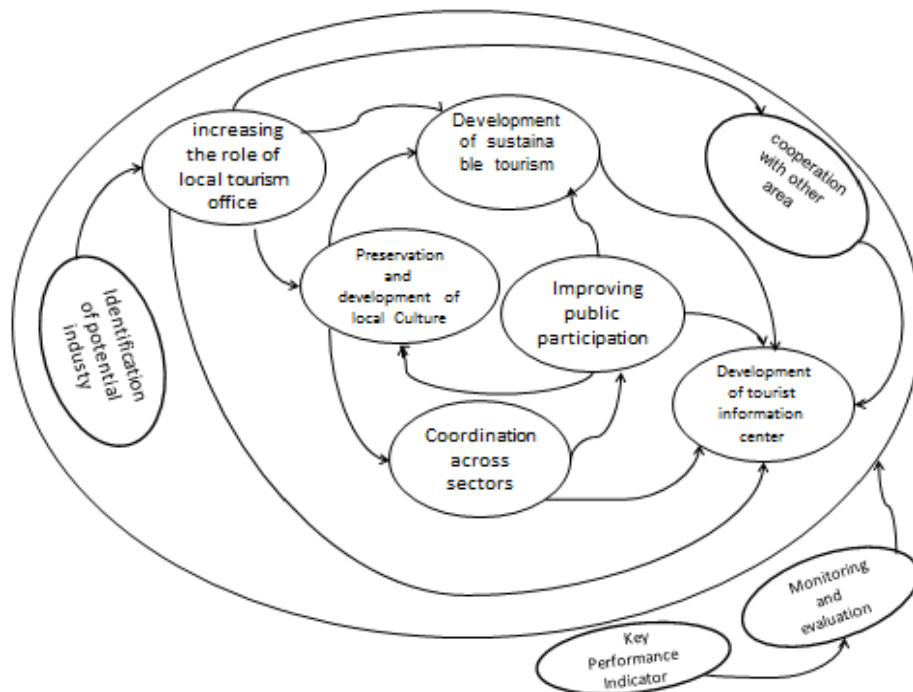 increasing
the role of
local tourism
office
Development
of sustaina
ble tourism
cooperation
with other
area
Identification
of potential
industy
Preservation
and
development of
local Culture
Improving
public
participation
Development
of tourist
information
center
Coordination
across
sectors
Monitoring
and
evaluation
Key
Performance
Indicator